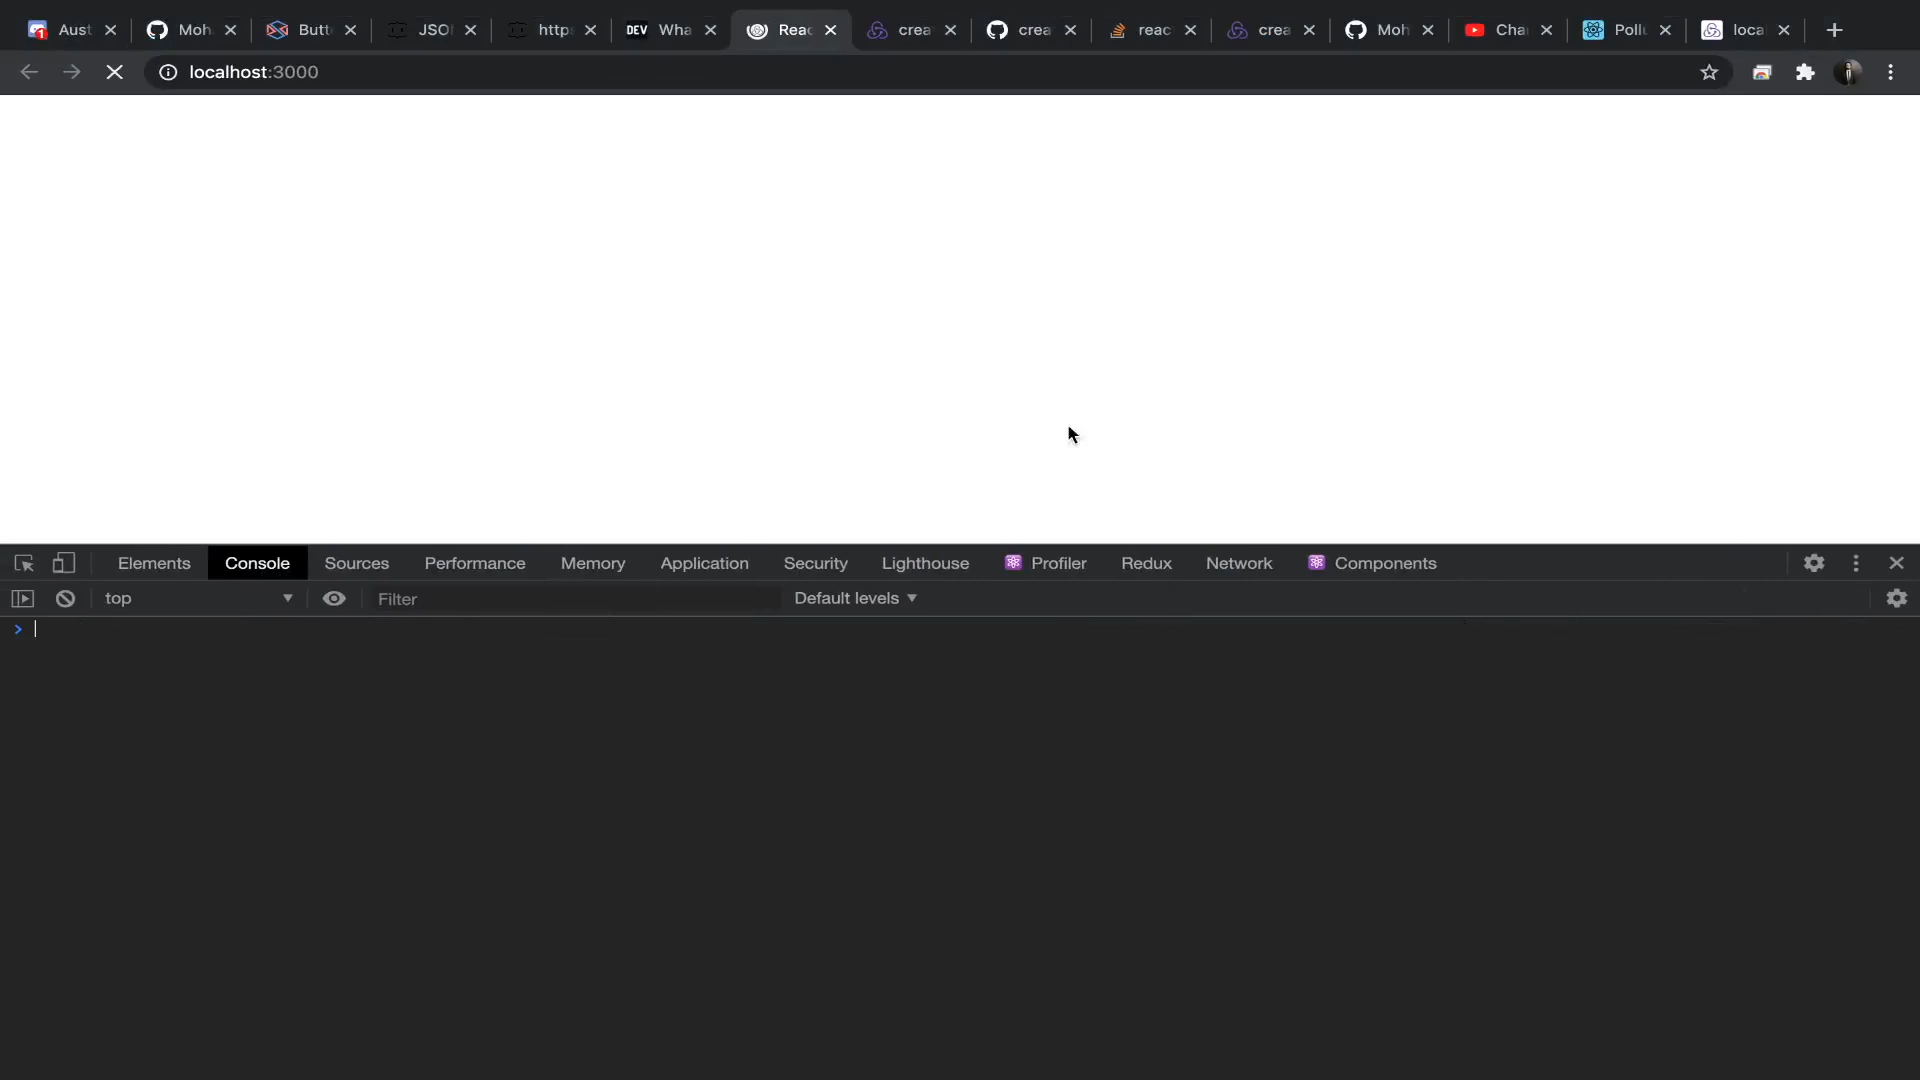 Aust Moh Butt JSO http DEV Wha Reac crea crea reac crea Moh Cha Pollu loca
localhost:3000
Elements Console Sources Performance Memory Application Security Lighthouse Profiler Redux Network Components
top Filter Default levels